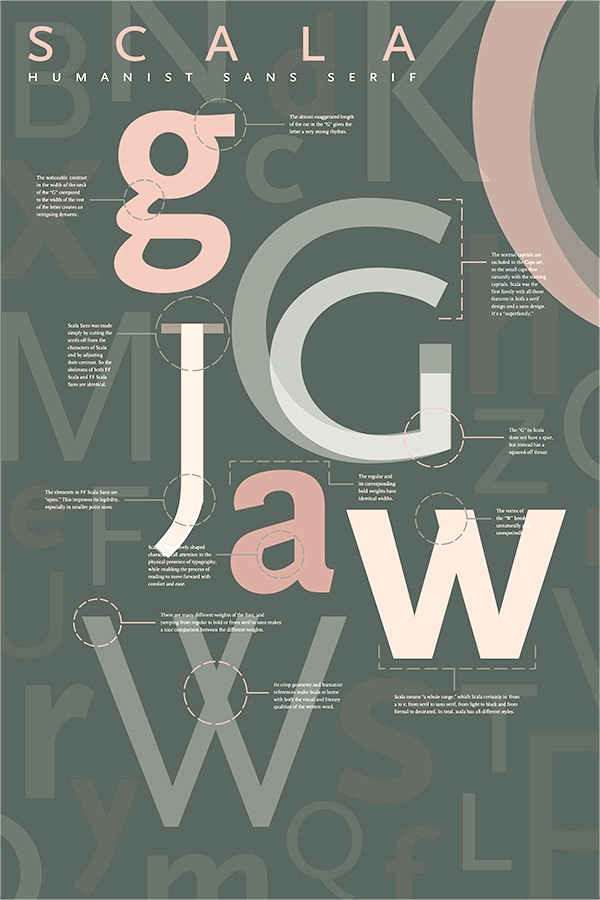 SCALA
HUMANIST SANS SERIF
g
The almost exaggerated length
of the ear in the "G" gives the
letter a very strong rhythm.
The noticeable contrast
in the width of the neck
of the "G" compared
to the width of the rest
of the letter creates an
intriguing dynamic.
G
G
The normal capitals are
included in the Caps set,
so the small caps flow
naturally with the
capitals. Scala was the
first family with all these
features in both a serif
design and a sans design.
It's a "superfamily."
J
Scala Sans was made
simply by cutting the
serifs off from the
characters of Scala
and by adjusting
their contrast. So the
skeletons of both FF
Scala and FF Scala
Sans are identical.
The "G" in Scala
does not have a spur,
but instead has a
squared-off throat.
The regular and
its corresponding
bold weights have
identical widths.
The elements in FF Scala Sans are
"open." This improves its legibility,
especially in smaller point sizes.
a
w
The vertex of
the "W" bends
unnaturally
unexpectedly
shaped
attention to the
physical presence of typography,
while enabling the process of
reading to move forward with
comfort and ease.
There are many different weights of the font, and
jumping from regular to bold or from serif to sans makes
a nice comparison between the different weights.
W
Its crisp geometry and humanist
references make Scala at home
with both the visual and literary
qualities of the written word.
Scala means "a whole range," which Scala certainly is: from
a to z, from serif to sans serif, from light to black and from
formal to decorated. In total, scala has 28 different styles.
B
N
d
K
c
x
h
M
z
e
F
U
r
s
T
y
Q
L
f
m